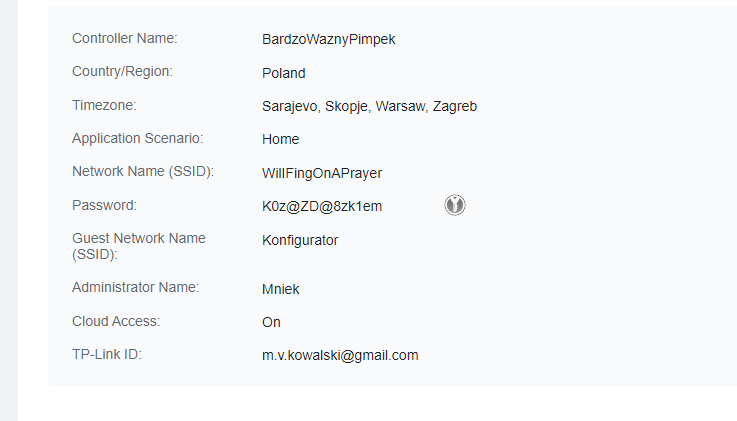 Controller Name: BardzoWaznyPimpek
Country/Region: Poland
Timezone: Sarajevo, Skopje, Warsaw, Zagreb
Application Scenario: Home
Network Name (SSID): WillFingOnAPrayer
Password: K0z@ZD@8zk1em
Guest Network Name Konfigurator
(SSID):
Administrator Name: Mniek
Cloud Access: On
TP-Link ID: m.v.kowalski@gmail.com